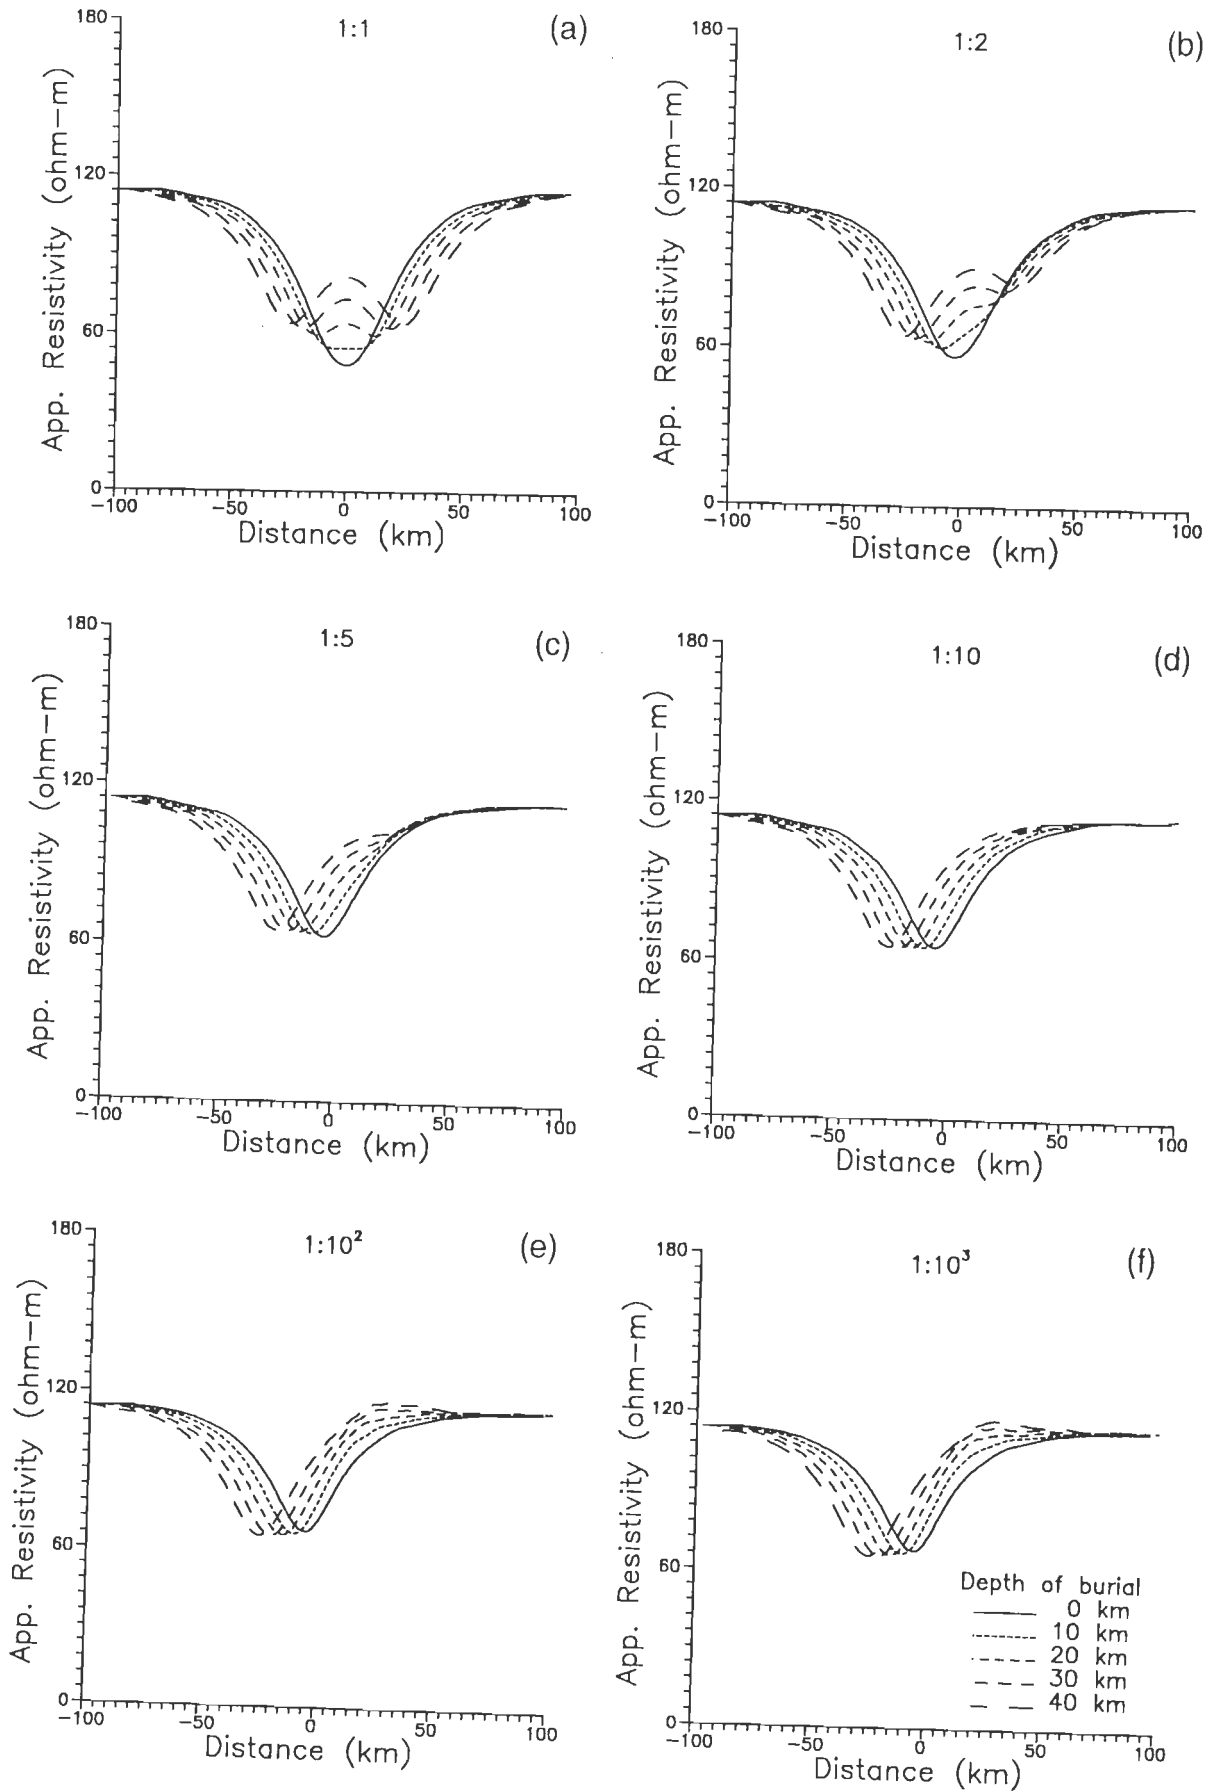 1:1
(a)
180
120
60
0
App. Resistivity (ohm-m)
-100 -50 0 50 100
Distance (km)
1:2
(b)
180
120
60
0
App. Resistivity (ohm-m)
-100 -50 0 50 100
Distance (km)
1:5
(c)
180
120
60
0
App. Resistivity (ohm-m)
-100 -50 0 50 100
Distance (km)
1:10
(d)
180
120
60
0
App. Resistivity (ohm-m)
-100 -50 0 50 100
Distance (km)
1:10²
(e)
180
120
60
0
App. Resistivity (ohm-m)
-100 -50 0 50 100
Distance (km)
1:10³
(f)
180
120
60
0
App. Resistivity (ohm-m)
Depth of burial
0 km
10 km
20 km
30 km
40 km
-100 -50 0 50 100
Distance (km)